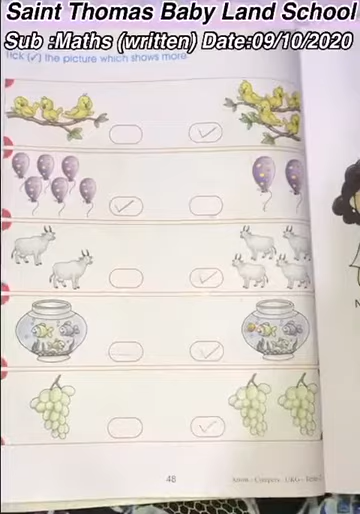 Saint Thomas Baby Land School
Sub :Maths (written) Date:09/10/2020
Tick (✓) the picture which shows more.
48